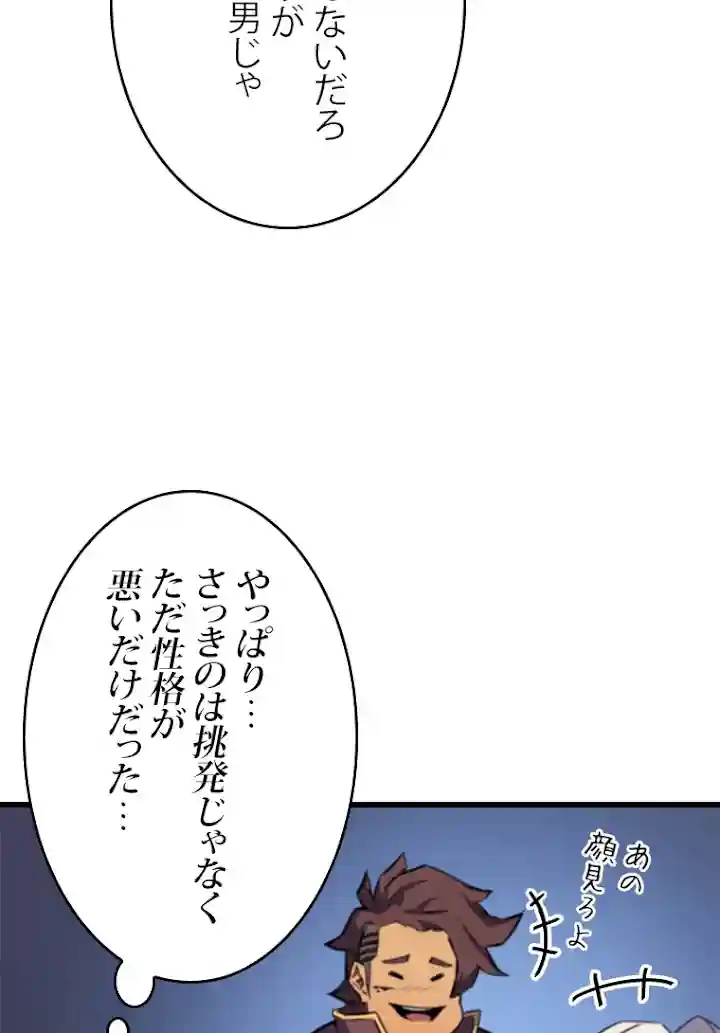 ないだろ
が
男じゃ
やっぱり…
さっきのは挑発じゃなく
ただ性格が
悪いだけだった…
あの
顔見ろよ